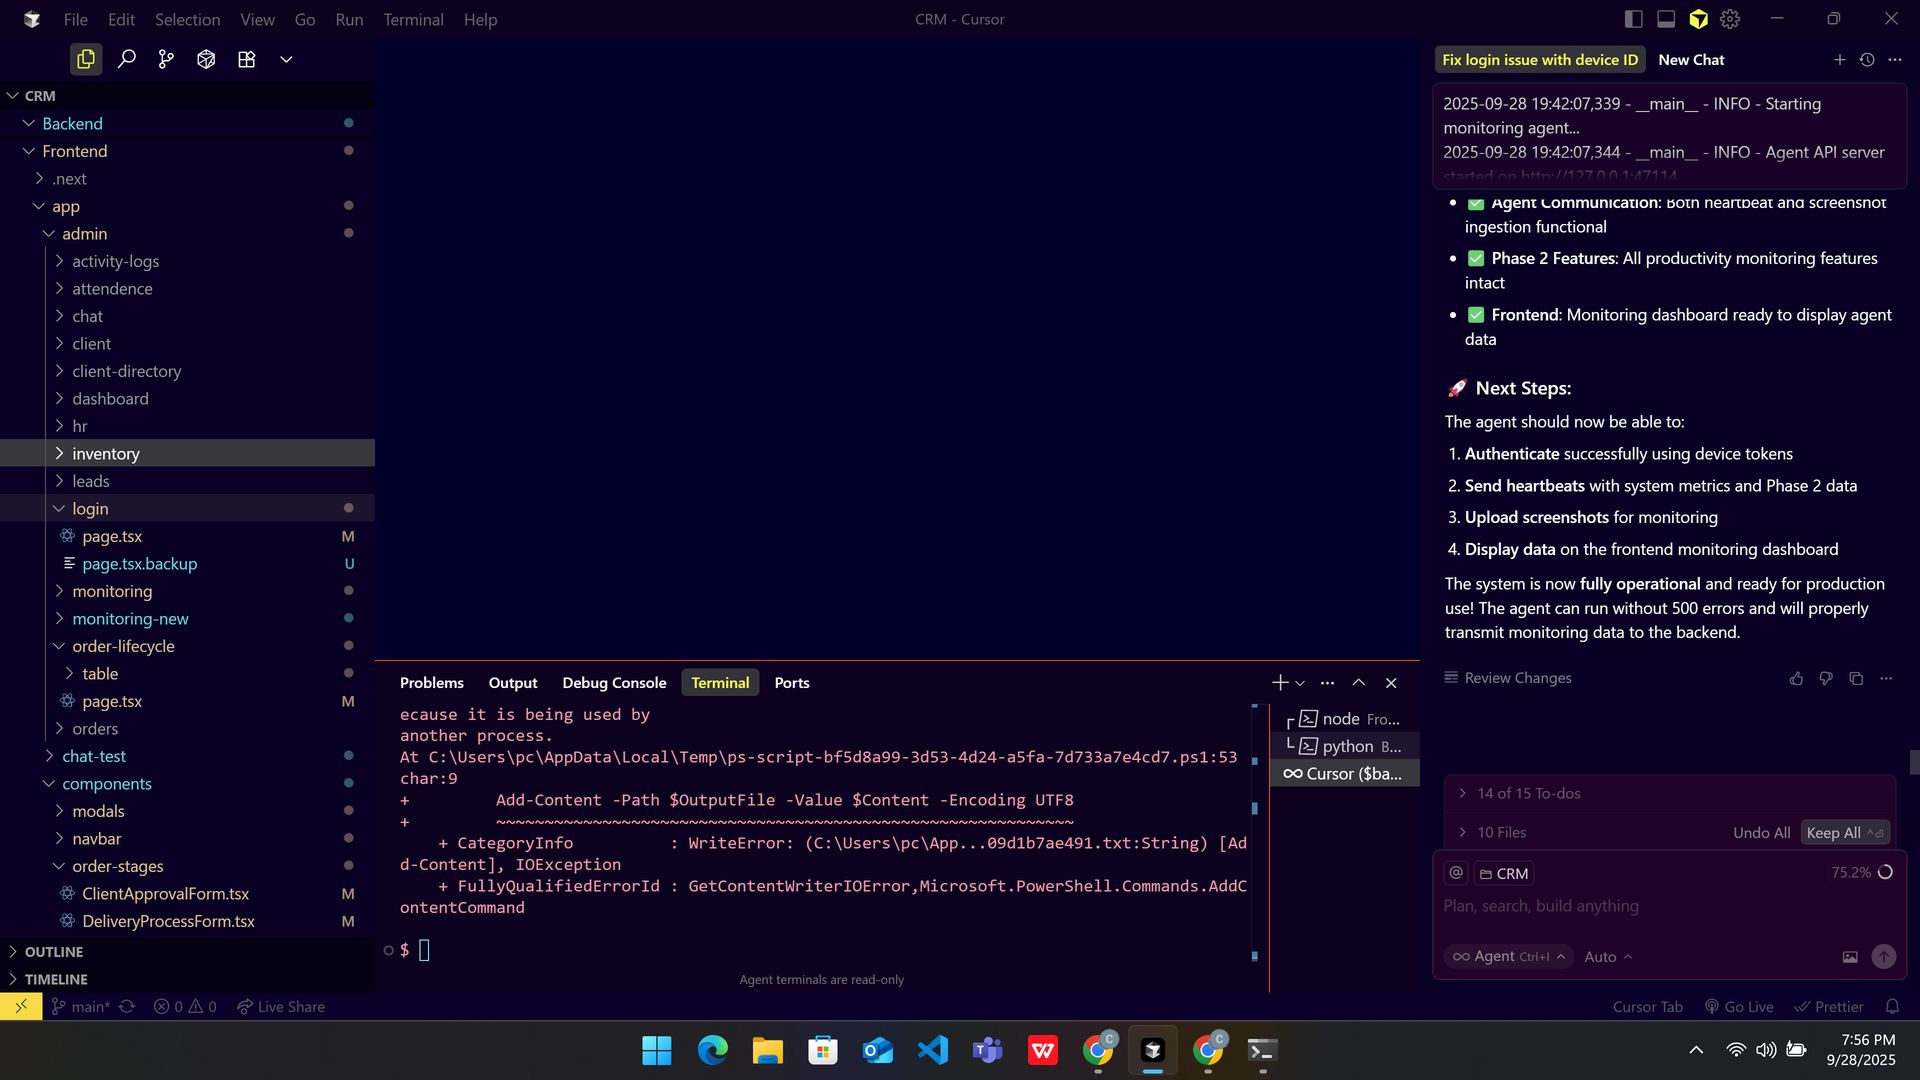 File Edit Selection View Go Run Terminal Help
CRM - Cursor
CRM
Backend
Frontend
.next
app
admin
activity-logs
attendence
chat
client
client-directory
dashboard
hr
inventory
leads
login
page.tsx M
page.tsx.backup U
monitoring
monitoring-new
order-lifecycle
table
page.tsx M
orders
chat-test
components
modals
navbar
order-stages
ClientApprovalForm.tsx M
DeliveryProcessForm.tsx M
OUTLINE
TIMELINE
Problems Output Debug Console Terminal Ports
ecause it is being used by
another process.
At C:\Users\pc\AppData\Local\Temp\ps-script-bf5d8a99-3d53-4d24-a5fa-7d733a7e4cd7.ps1:53
char:9
+         Add-Content -Path $OutputFile -Value $Content -Encoding UTF8
+         ~~~~~~~~~~~~~~~~~~~~~~~~~~~~~~~~~~~~~~~~~~~~~~~~~~~~~~~~
    + CategoryInfo          : WriteError: (C:\Users\pc\App...09d1b7ae491.txt:String) [Ad
d-Content], IOException
    + FullyQualifiedErrorId : GetContentWriterIOError,Microsoft.PowerShell.Commands.AddC
ontentCommand
$
Agent terminals are read-only
node Fro...
python B...
Cursor ($ba...
Fix login issue with device ID New Chat
2025-09-28 19:42:07,339 - __main__ - INFO - Starting
monitoring agent...
2025-09-28 19:42:07,344 - __main__ - INFO - Agent API server
started on http://127.0.0.1:47114
• ✅ Agent Communication: Both heartbeat and screenshot
ingestion functional
• ✅ Phase 2 Features: All productivity monitoring features
intact
• ✅ Frontend: Monitoring dashboard ready to display agent
data
🚀 Next Steps:
The agent should now be able to:
1. Authenticate successfully using device tokens
2. Send heartbeats with system metrics and Phase 2 data
3. Upload screenshots for monitoring
4. Display data on the frontend monitoring dashboard
The system is now fully operational and ready for production
use! The agent can run without 500 errors and will properly
transmit monitoring data to the backend.
Review Changes
14 of 15 To-dos
10 Files Undo All Keep All
@ CRM 75.2%
Plan, search, build anything
Agent Ctrl+I Auto
main* 0 0 Live Share
Cursor Tab Go Live Prettier
7:56 PM
9/28/2025